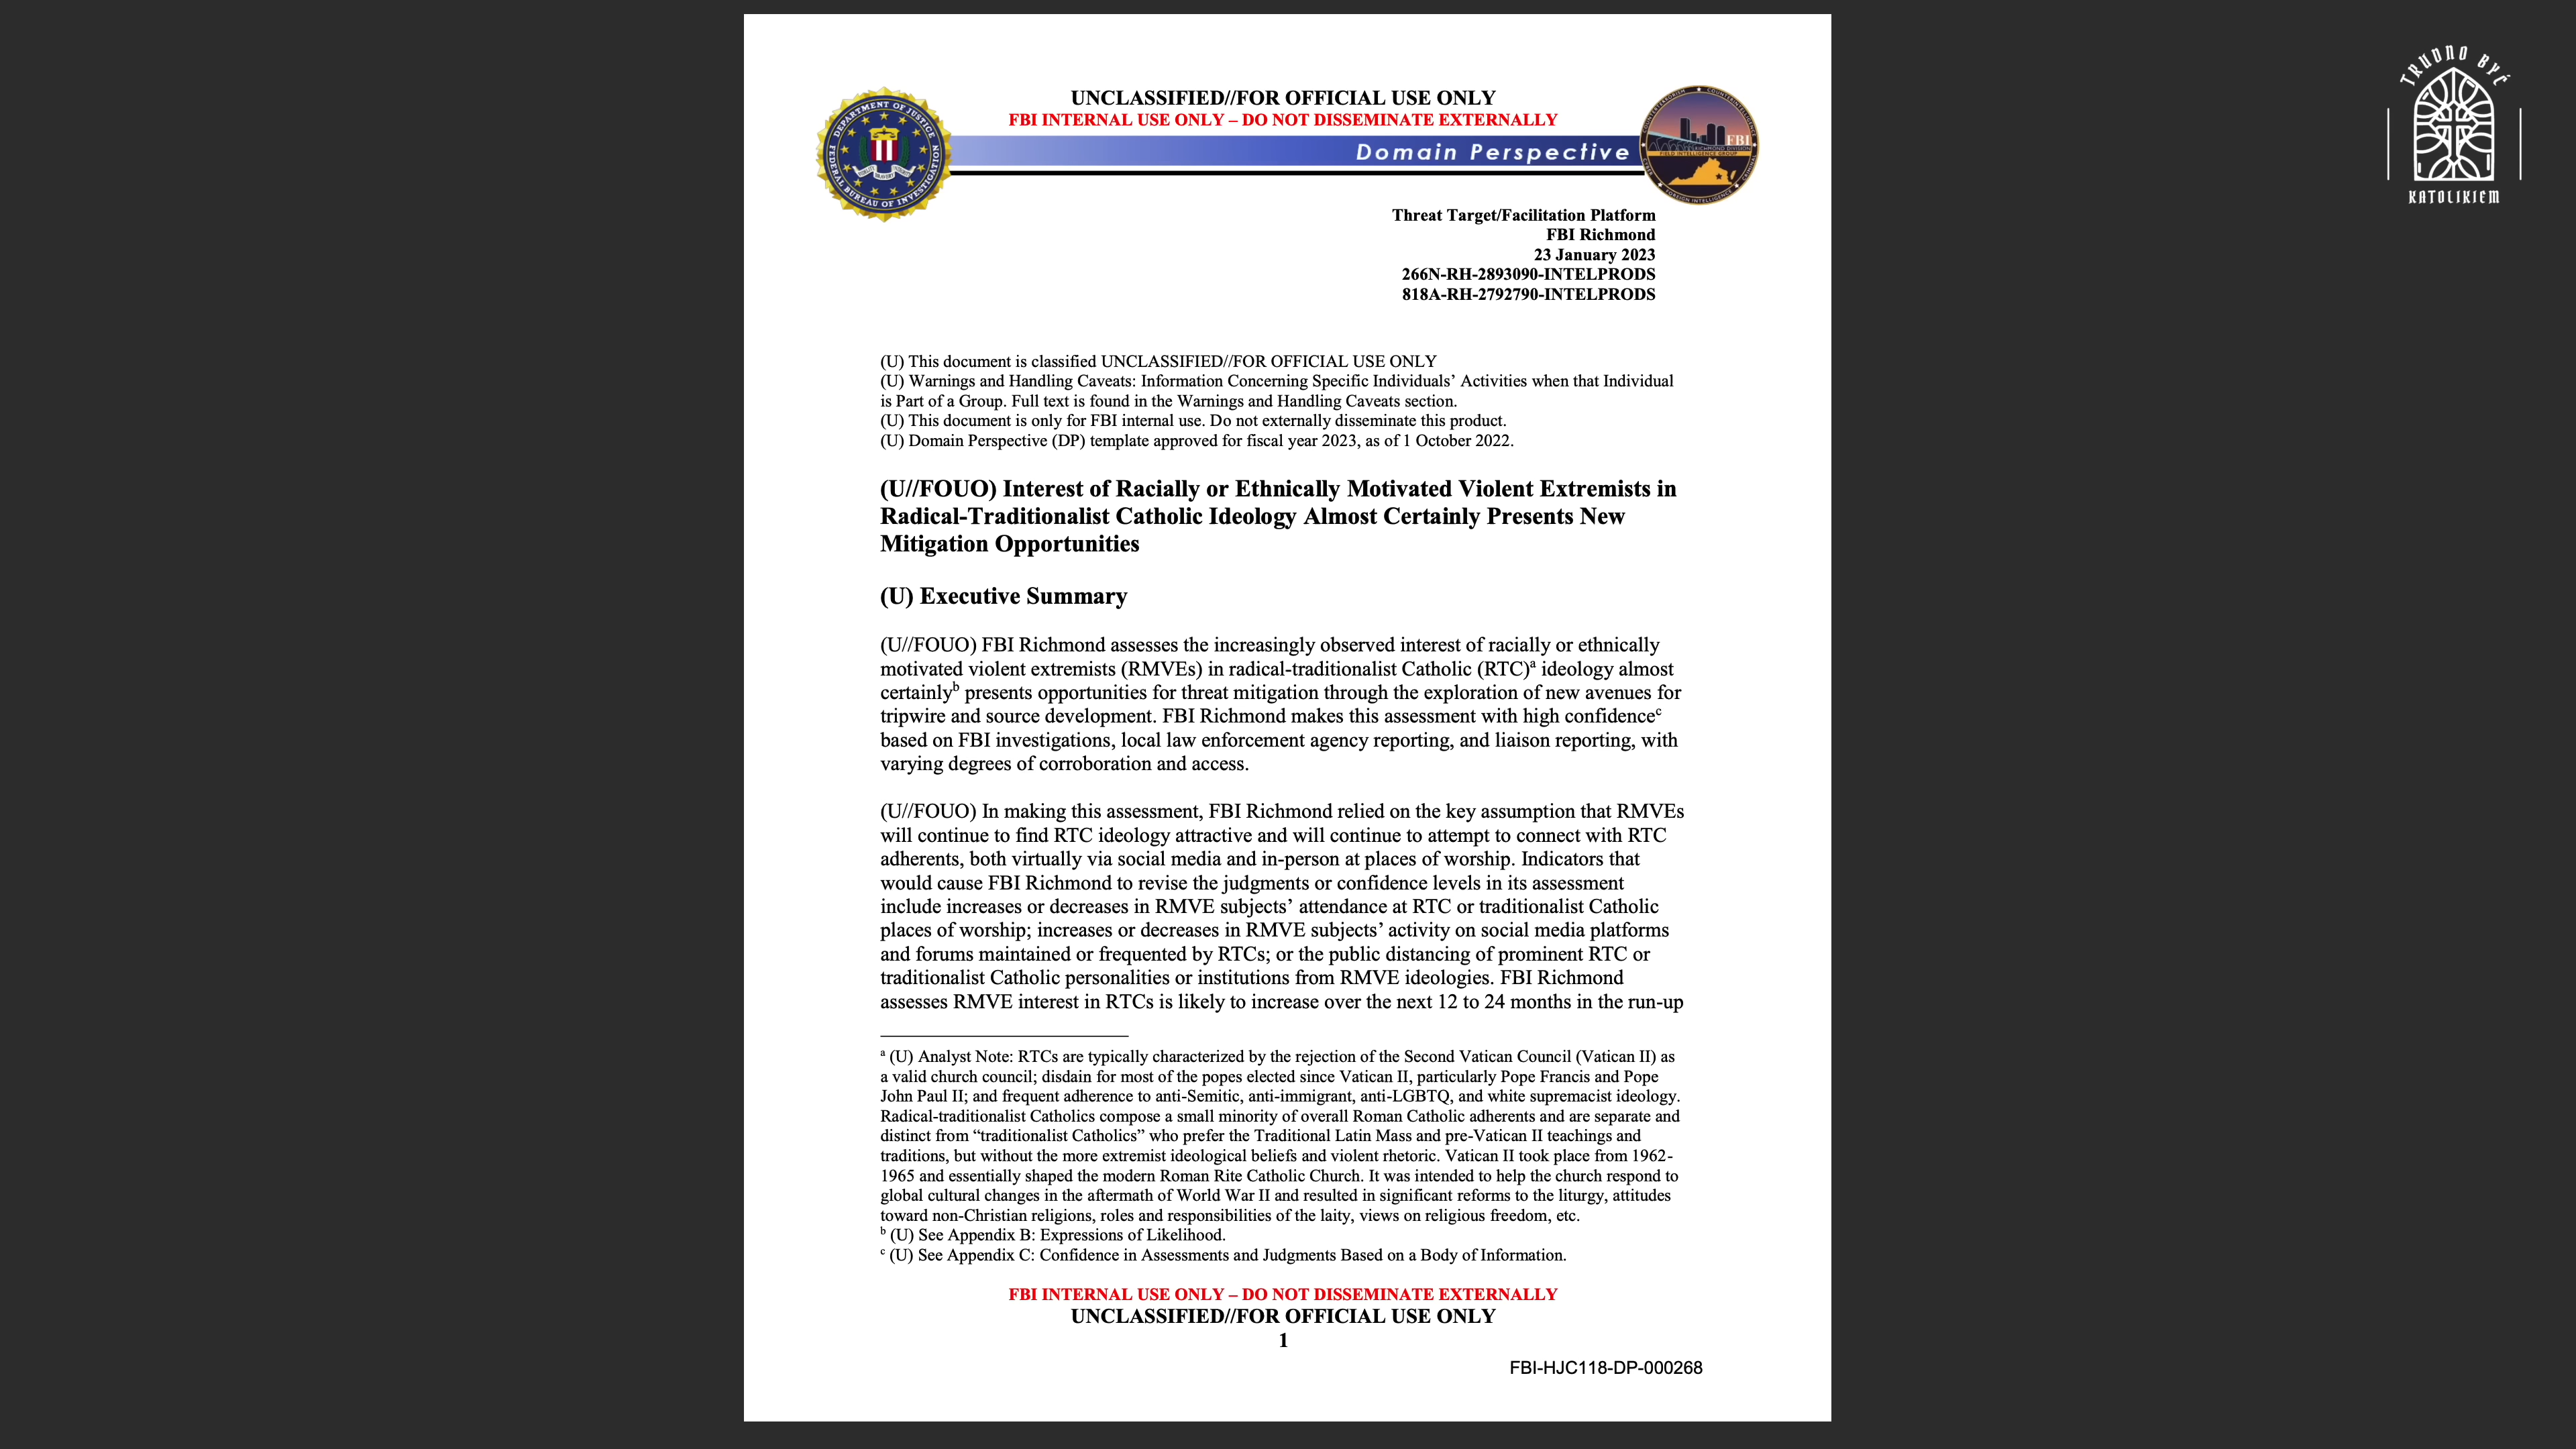 UNCLASSIFIED//FOR OFFICIAL USE ONLY
FBI INTERNAL USE ONLY – DO NOT DISSEMINATE EXTERNALLY
DEPARTMENT OF JUSTICE
FEDERAL BUREAU OF INVESTIGATION
Domain Perspective
FBI
TRUDNO BYĆ
KATOLIKIEM
Threat Target/Facilitation Platform
FBI Richmond
23 January 2023
266N-RH-2893090-INTELPRODS
818A-RH-2792790-INTELPRODS
(U) This document is classified UNCLASSIFIED//FOR OFFICIAL USE ONLY
(U) Warnings and Handling Caveats: Information Concerning Specific Individuals’ Activities when that Individual
is Part of a Group. Full text is found in the Warnings and Handling Caveats section.
(U) This document is only for FBI internal use. Do not externally disseminate this product.
(U) Domain Perspective (DP) template approved for fiscal year 2023, as of 1 October 2022.
(U//FOUO) Interest of Racially or Ethnically Motivated Violent Extremists in
Radical-Traditionalist Catholic Ideology Almost Certainly Presents New
Mitigation Opportunities
(U) Executive Summary
(U//FOUO) FBI Richmond assesses the increasingly observed interest of racially or ethnically
motivated violent extremists (RMVEs) in radical-traditionalist Catholic (RTC)a ideology almost
certainlyb presents opportunities for threat mitigation through the exploration of new avenues for
tripwire and source development. FBI Richmond makes this assessment with high confidencec
based on FBI investigations, local law enforcement agency reporting, and liaison reporting, with
varying degrees of corroboration and access.
(U//FOUO) In making this assessment, FBI Richmond relied on the key assumption that RMVEs
will continue to find RTC ideology attractive and will continue to attempt to connect with RTC
adherents, both virtually via social media and in-person at places of worship. Indicators that
would cause FBI Richmond to revise the judgments or confidence levels in its assessment
include increases or decreases in RMVE subjects’ attendance at RTC or traditionalist Catholic
places of worship; increases or decreases in RMVE subjects’ activity on social media platforms
and forums maintained or frequented by RTCs; or the public distancing of prominent RTC or
traditionalist Catholic personalities or institutions from RMVE ideologies. FBI Richmond
assesses RMVE interest in RTCs is likely to increase over the next 12 to 24 months in the run-up
a (U) Analyst Note: RTCs are typically characterized by the rejection of the Second Vatican Council (Vatican II) as
a valid church council; disdain for most of the popes elected since Vatican II, particularly Pope Francis and Pope
John Paul II; and frequent adherence to anti-Semitic, anti-immigrant, anti-LGBTQ, and white supremacist ideology.
Radical-traditionalist Catholics compose a small minority of overall Roman Catholic adherents and are separate and
distinct from “traditionalist Catholics” who prefer the Traditional Latin Mass and pre-Vatican II teachings and
traditions, but without the more extremist ideological beliefs and violent rhetoric. Vatican II took place from 1962-
1965 and essentially shaped the modern Roman Rite Catholic Church. It was intended to help the church respond to
global cultural changes in the aftermath of World War II and resulted in significant reforms to the liturgy, attitudes
toward non-Christian religions, roles and responsibilities of the laity, views on religious freedom, etc.
b (U) See Appendix B: Expressions of Likelihood.
c (U) See Appendix C: Confidence in Assessments and Judgments Based on a Body of Information.
FBI INTERNAL USE ONLY – DO NOT DISSEMINATE EXTERNALLY
UNCLASSIFIED//FOR OFFICIAL USE ONLY
1
FBI-HJC118-DP-000268